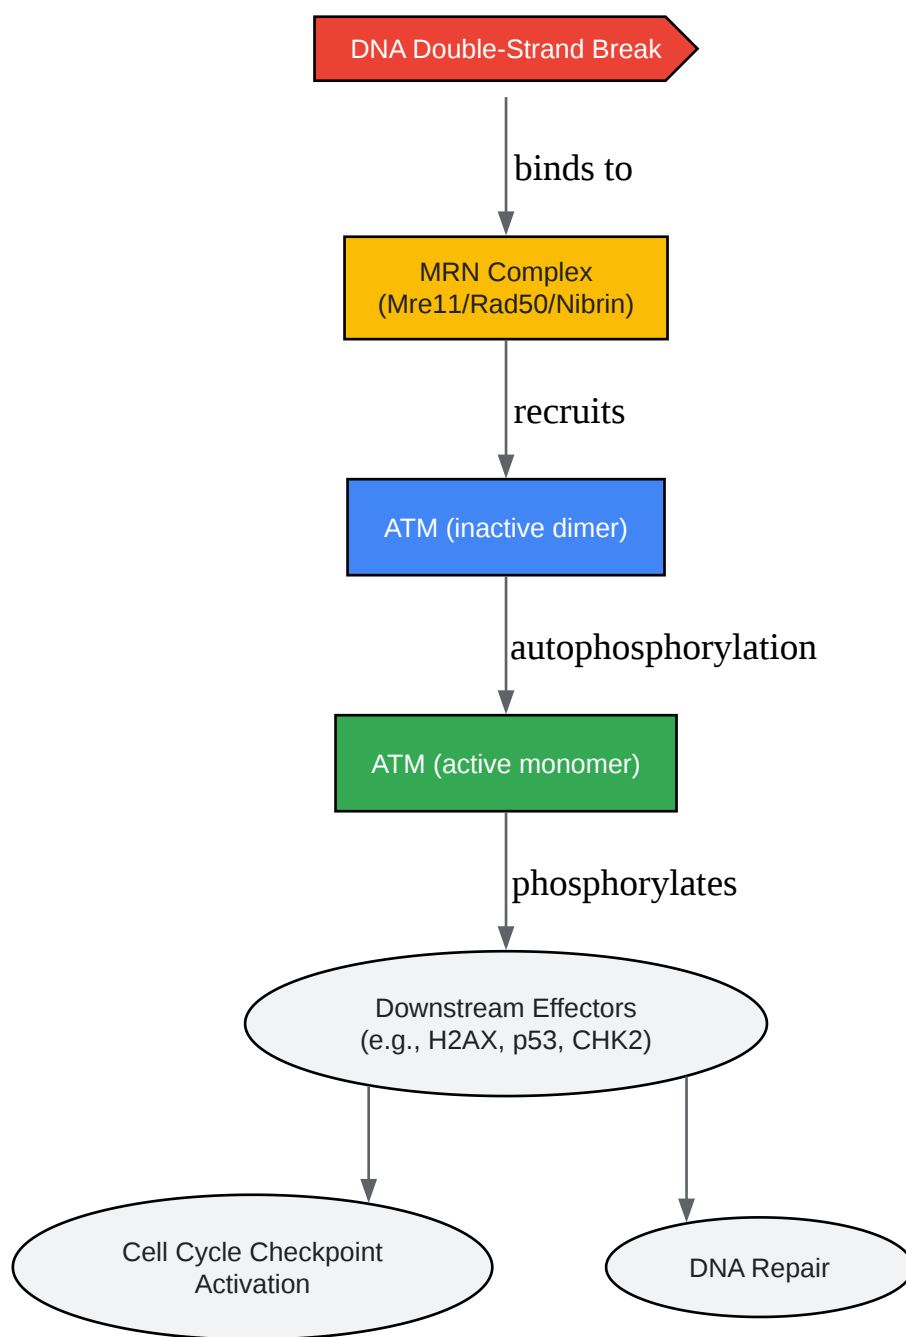 DNA Double-Strand Break
binds to
MRN Complex
(Mre11/Rad50/Nibrin)
recruits
ATM (inactive dimer)
autophosphorylation
ATM (active monomer)
phosphorylates
Downstream Effectors
(e.g., H2AX, p53, CHK2)
Cell Cycle Checkpoint
Activation
DNA Repair